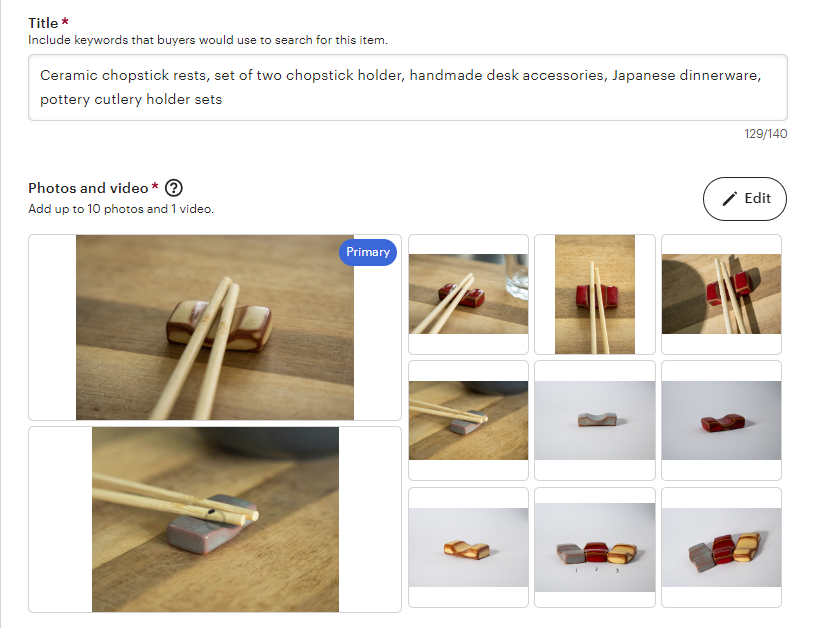 Title *
Include keywords that buyers would use to search for this item.
Ceramic chopstick rests, set of two chopstick holder, handmade desk accessories, Japanese dinnerware,
pottery cutlery holder sets
129/140
Photos and video * ?
Add up to 10 photos and 1 video.
Edit
Primary
1 2 3